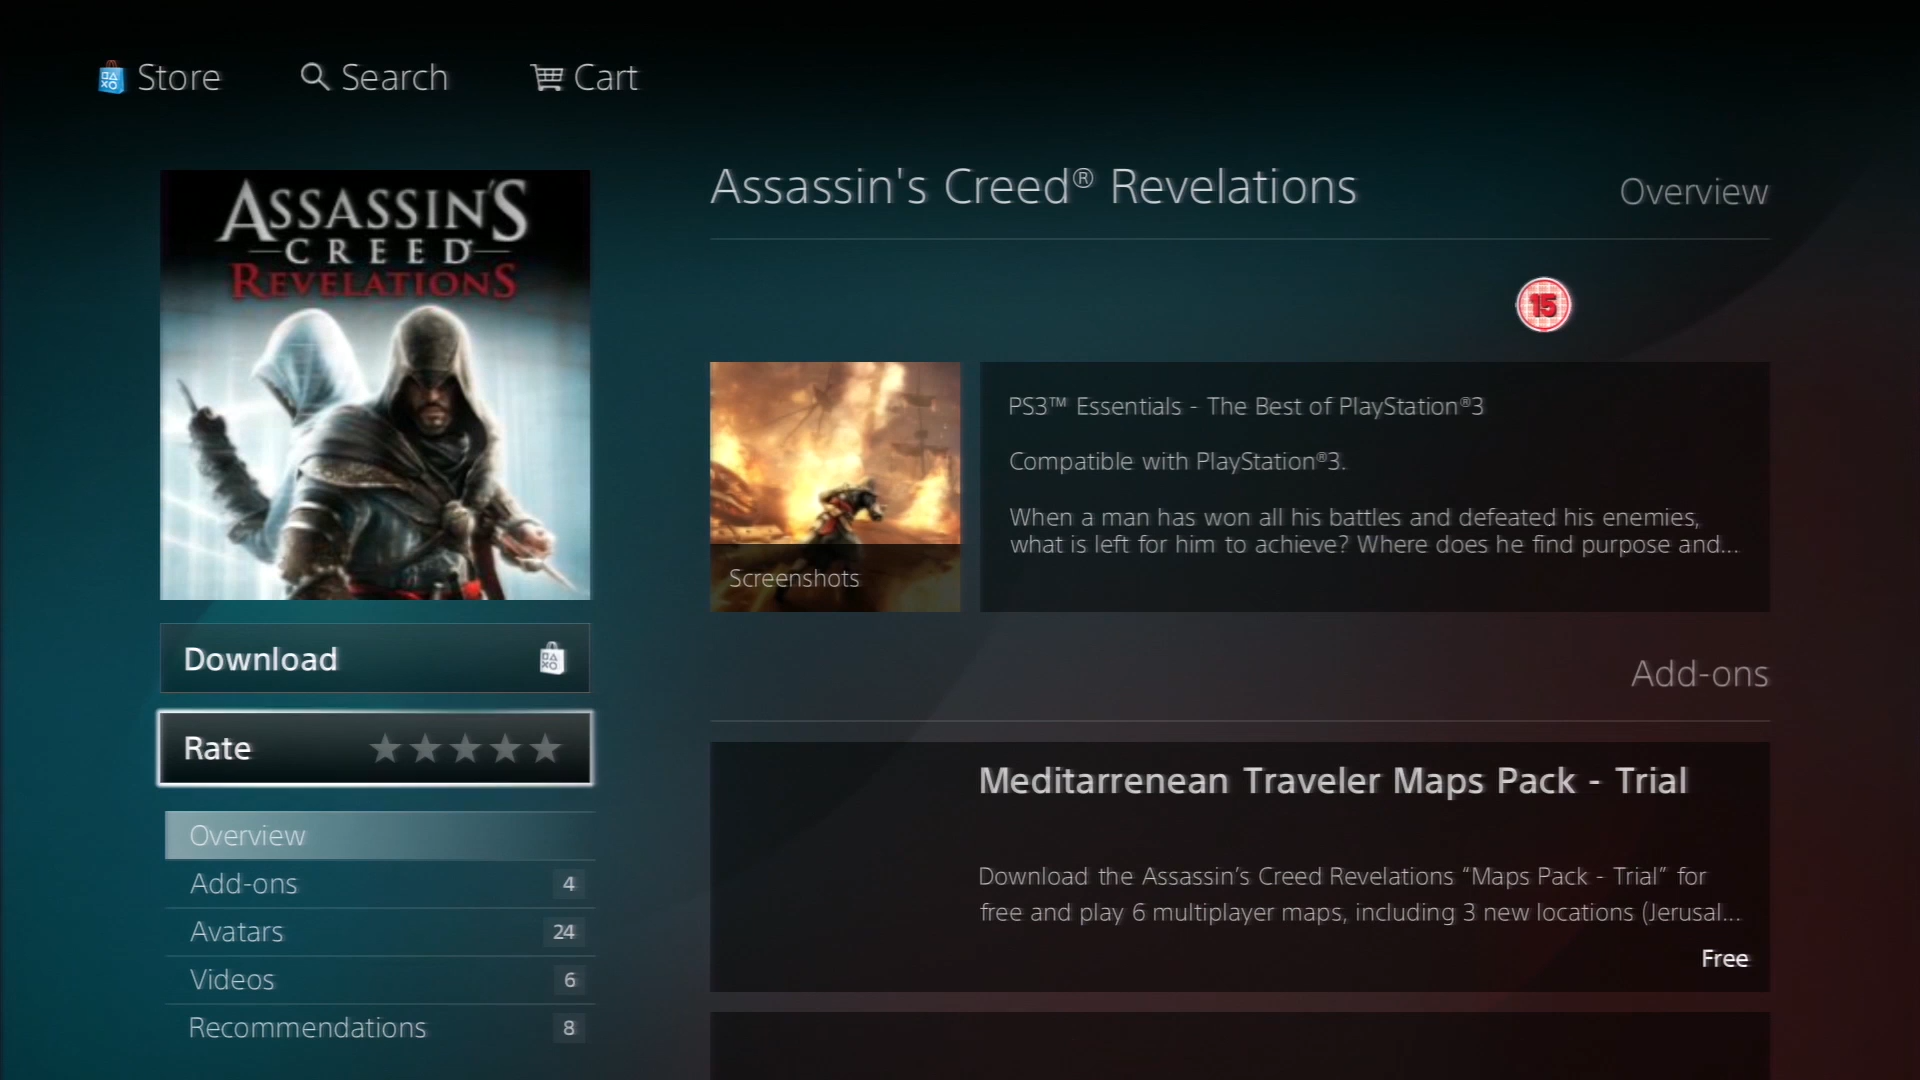 Store
Search
Cart
ASSASSIN'S
CREED
REVELATIONS
Assassin's Creed® Revelations
Overview
15
Screenshots
PS3™ Essentials - The Best of PlayStation®3
Compatible with PlayStation®3.
When a man has won all his battles and defeated his enemies,
what is left for him to achieve? Where does he find purpose and...
Download
Rate
Overview
Add-ons 4
Avatars 24
Videos 6
Recommendations 8
Add-ons
Meditarrenean Traveler Maps Pack - Trial
Download the Assassin’s Creed Revelations “Maps Pack - Trial” for
free and play 6 multiplayer maps, including 3 new locations (Jerusal...
Free